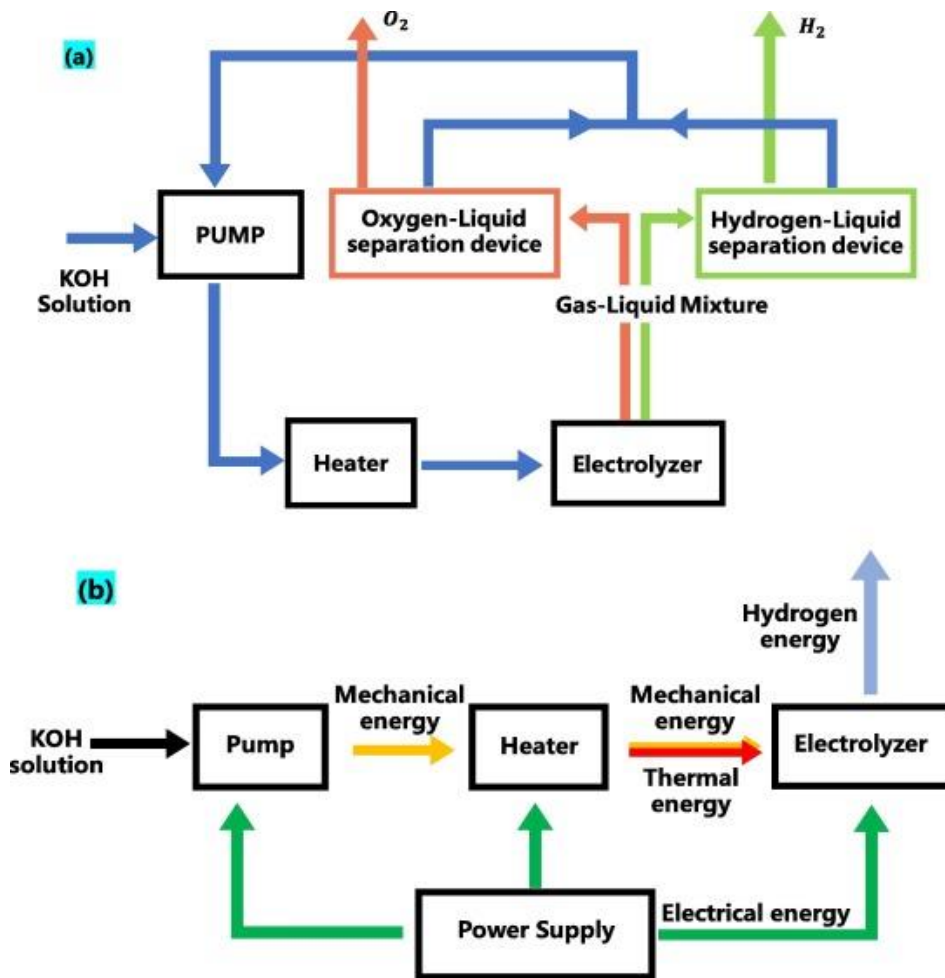 (a)
O₂
H₂
PUMP
KOH
Solution
Oxygen-Liquid
separation device
Hydrogen-Liquid
separation device
Gas-Liquid Mixture
Heater
Electrolyzer
(b)
Hydrogen
energy
KOH
solution
Pump
Mechanical
energy
Heater
Mechanical
energy
Thermal
energy
Electrolyzer
Power Supply
Electrical energy